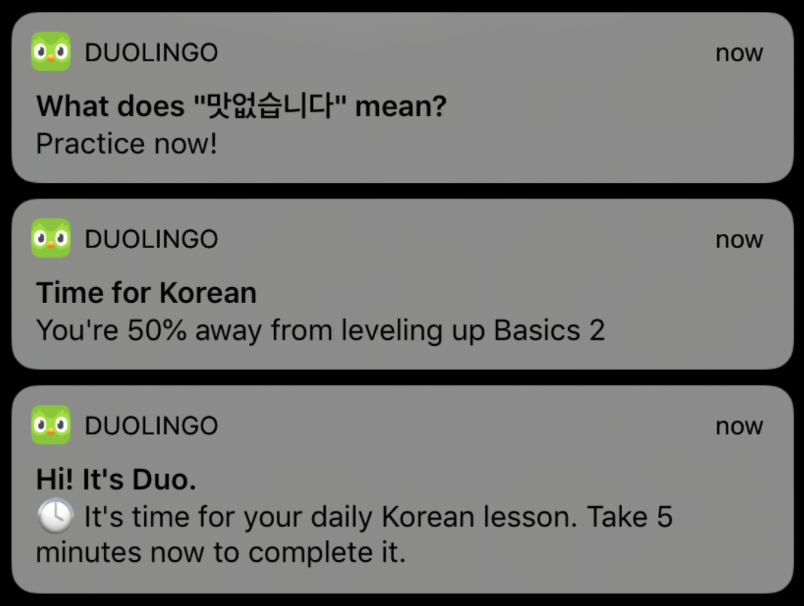 DUOLINGO now
What does "맛없습니다" mean?
Practice now!
DUOLINGO now
Time for Korean
You're 50% away from leveling up Basics 2
DUOLINGO now
Hi! It's Duo.
🕓 It's time for your daily Korean lesson. Take 5
minutes now to complete it.